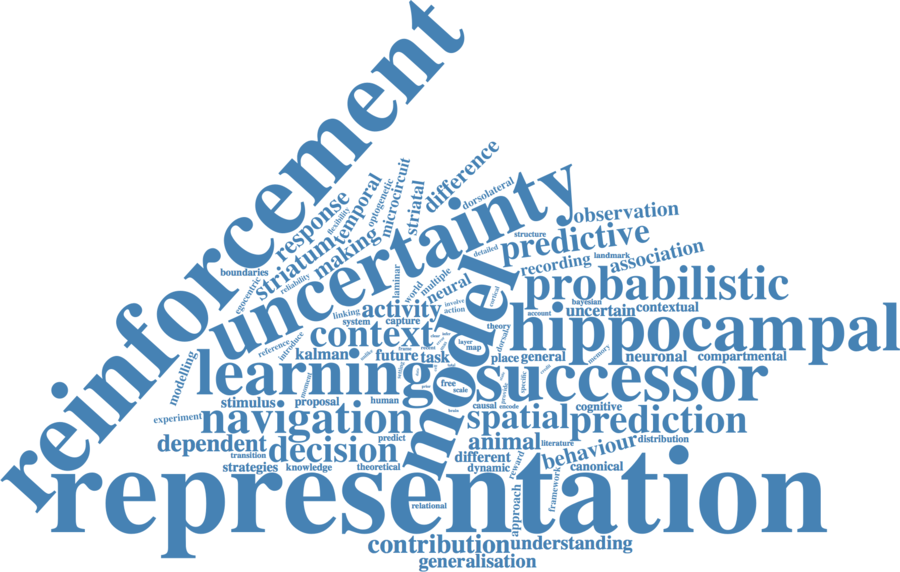 reinforcement
difference
response
temporal
optogenetic
microcircuit
striatal
dorsolateral
flexibility
striatum
making
uncertainty
observation
structure
predictive
detailed
boundaries
reliability
egocentric
laminar
world
multiple
neural
recording
landmark
association
model
cortical
probabilistic
linking
activity
involve
action
system
capture
account
bayesian
uncertain
contextual
context
theory
dorsal
hippocampal
reference
introduce
kalman
future
task
layer
map
place
general
memory
neuronal
compartmental
modelling
learning
moment
free
scale
successor
specific
provide
stimulus
proposal
human
causal
encode
cognitive
experiment
navigation
spatial
prediction
dependent
decision
predict
animal
literature
behaviour
distribution
transition
strategies
knowledge
theoretical
different
dynamic
reward
canonical
framework
approach
representation
relational
contribution
understanding
generalisation